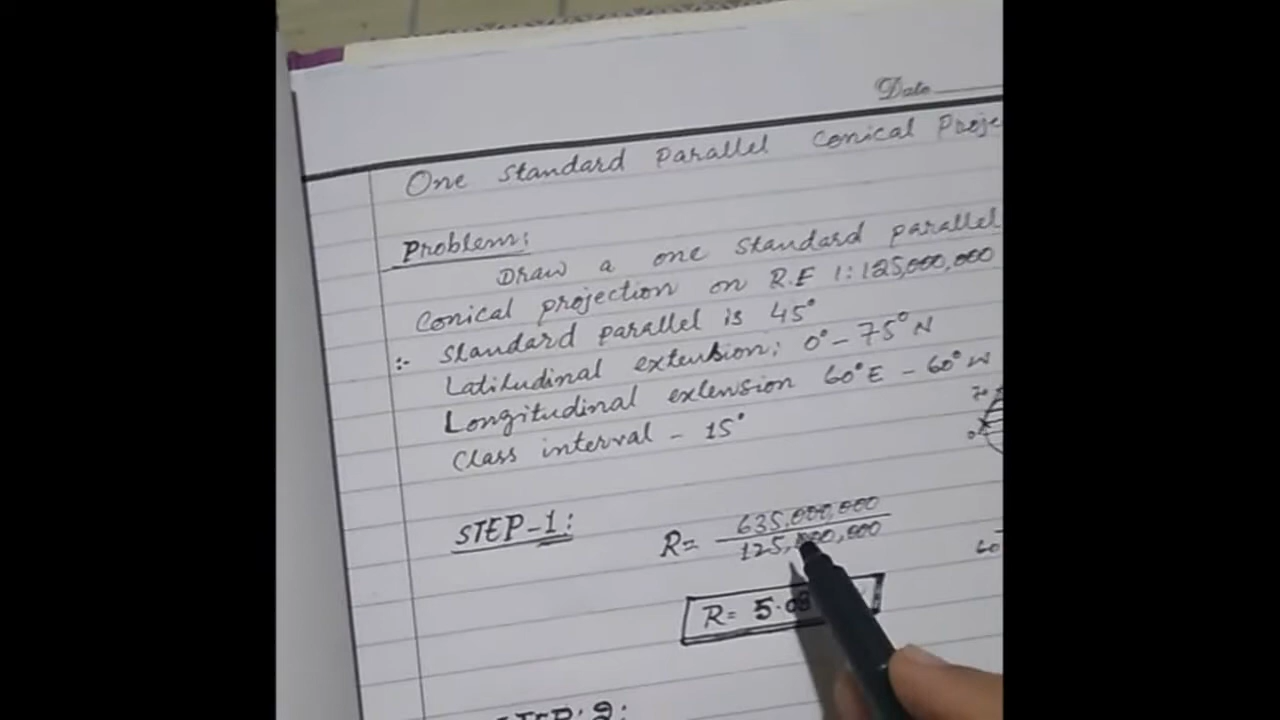 Date
One standard parallel Conical Proje
Problem:
Draw a one standard parallel
Conical projection on R.F 1:125,000,000
:- Standard parallel is 45°
Latitudinal extension: 0°-75°N
Longitudinal extension 60°E - 60°W
Class interval - 15°
STEP-1:
R= 635,000,000
125,000,000
R= 5.08
STEP: 2: